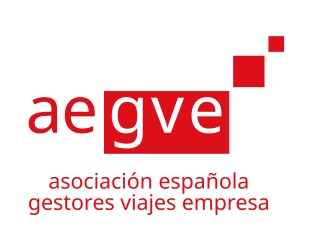 aegve
asociación española
gestores viajes empresa